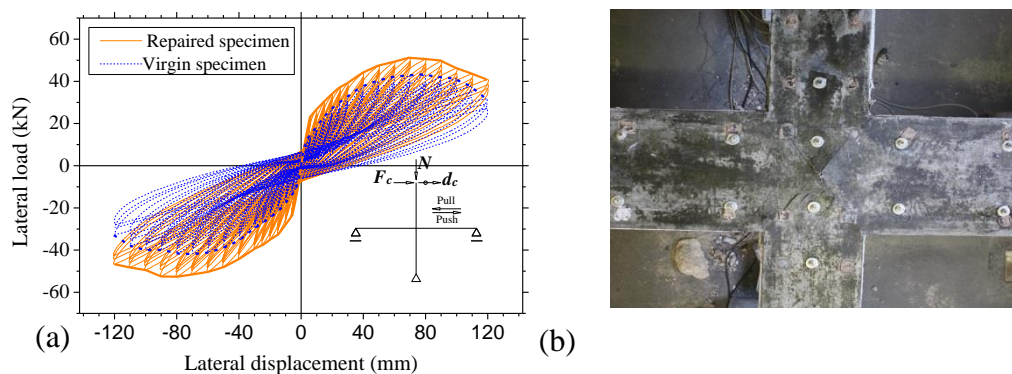 60
40
20
0
-20
-40
-60
Lateral load (kN)
Repaired specimen
Virgin specimen
N
Fc
dc
Pull
Push
-120
-80
-40
0
40
80
120
Lateral displacement (mm)
(a)
(b)